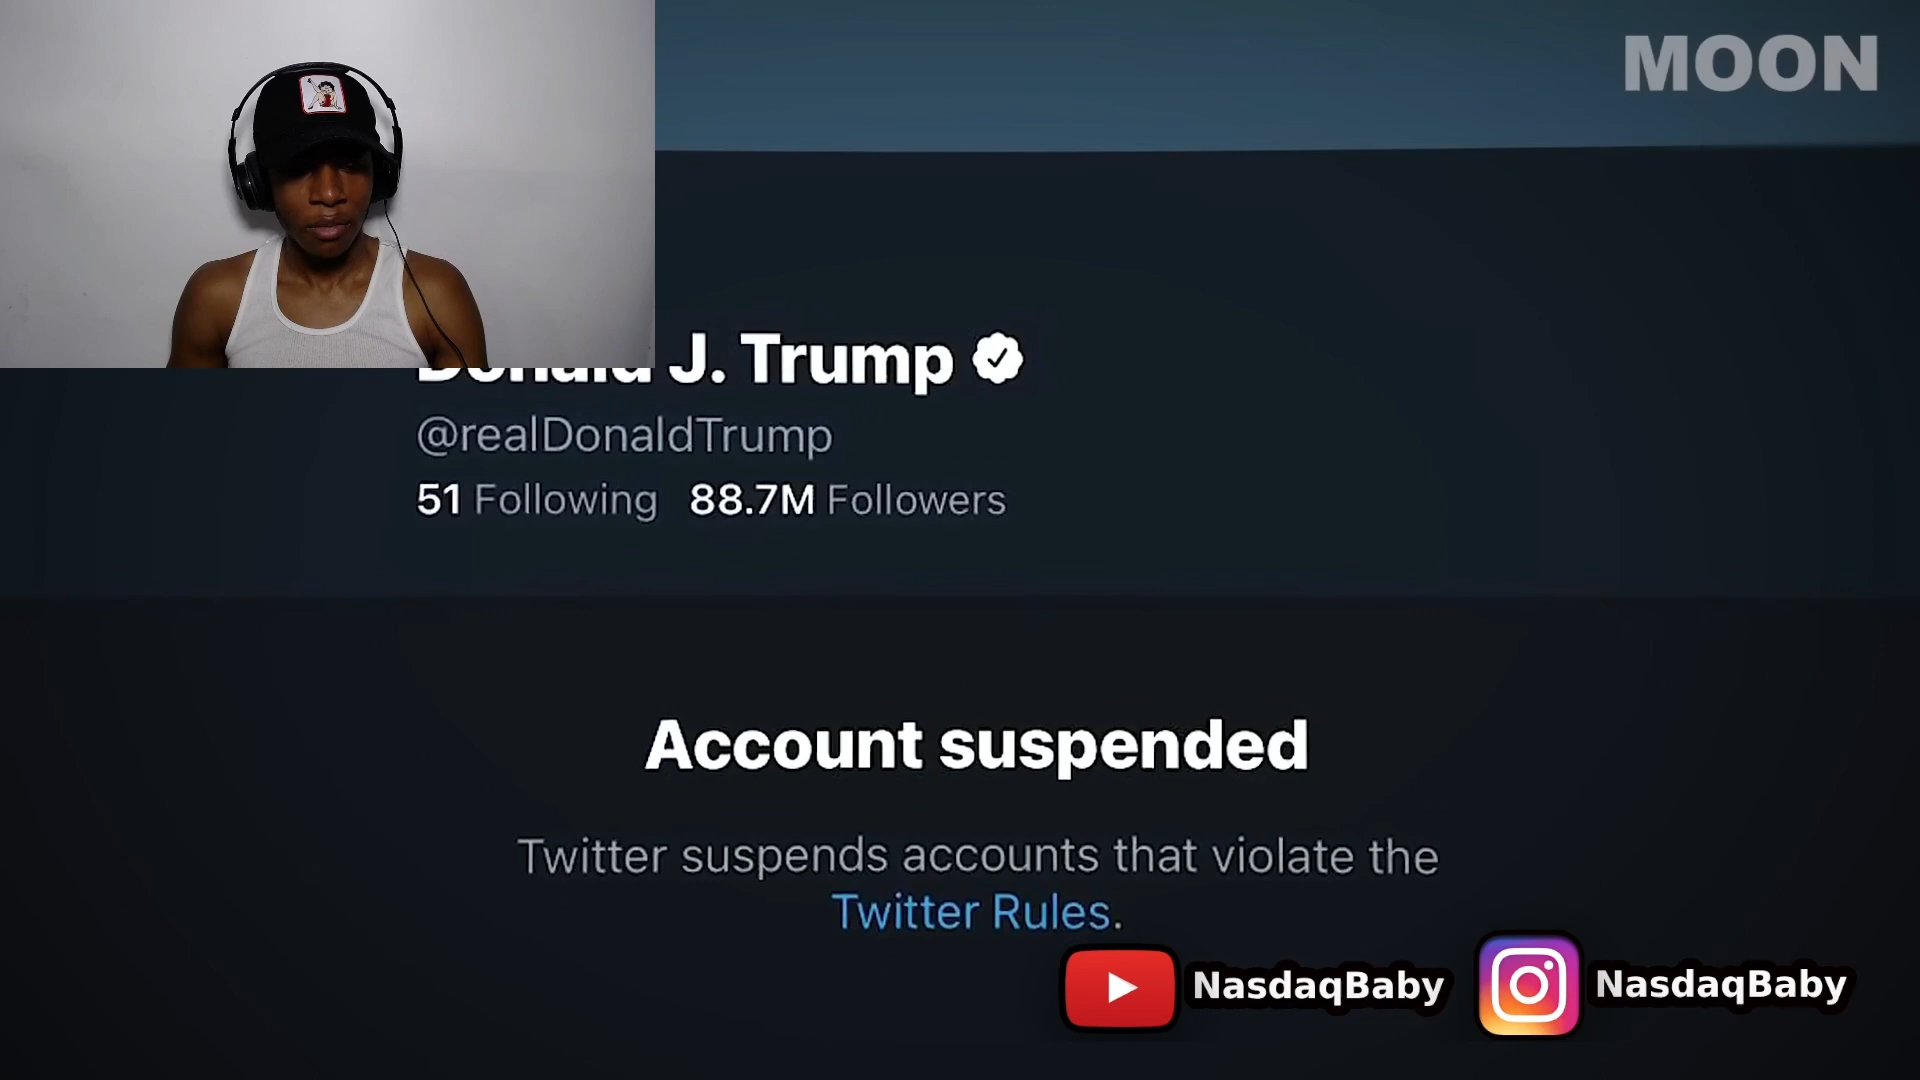 MOON
Donald J. Trump
@realDonaldTrump
51 Following 88.7M Followers
Account suspended
Twitter suspends accounts that violate the
Twitter Rules.
NasdaqBaby NasdaqBaby